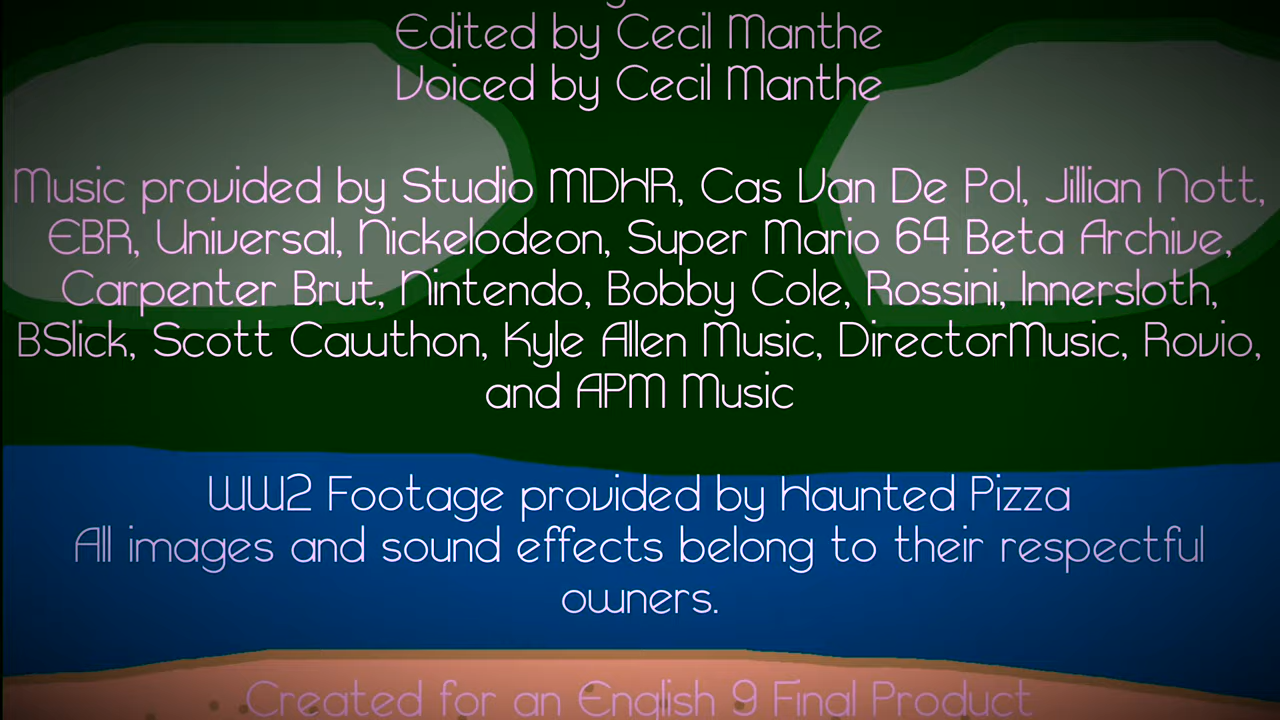 Edited by Cecil Manthe
Voiced by Cecil Manthe
Music provided by Studio MDHR, Cas Van De Pol, Jillian Nott,
EBR, Universal, Nickelodeon, Super Mario 64 Beta Archive,
Carpenter Brut, Nintendo, Bobby Cole, Rossini, Innersloth,
BSlick, Scott Cawthon, Kyle Allen Music, DirectorMusic, Rovio,
and APM Music
WW2 Footage provided by Haunted Pizza
All images and sound effects belong to their respectful
owners.
Created for an English 9 Final Product